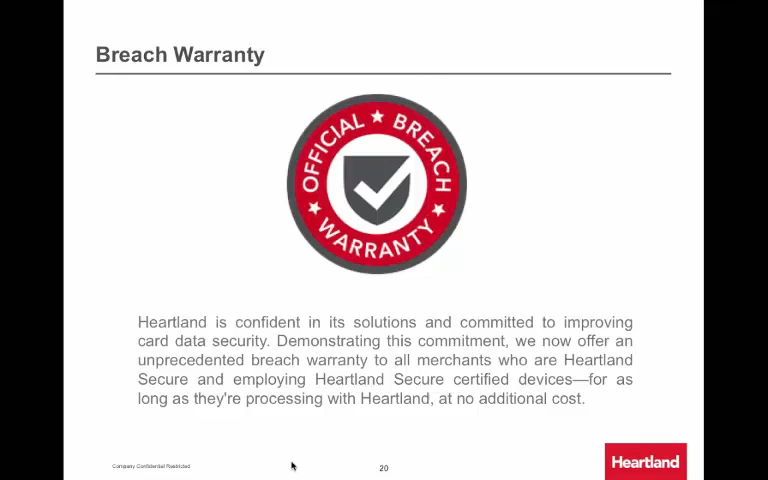 Breach Warranty
OFFICIAL BREACH
WARRANTY
Heartland is confident in its solutions and committed to improving
card data security. Demonstrating this commitment, we now offer an
unprecedented breach warranty to all merchants who are Heartland
Secure and employing Heartland Secure certified devices—for as
long as they're processing with Heartland, at no additional cost.
Company Confidential Restricted
20
Heartland